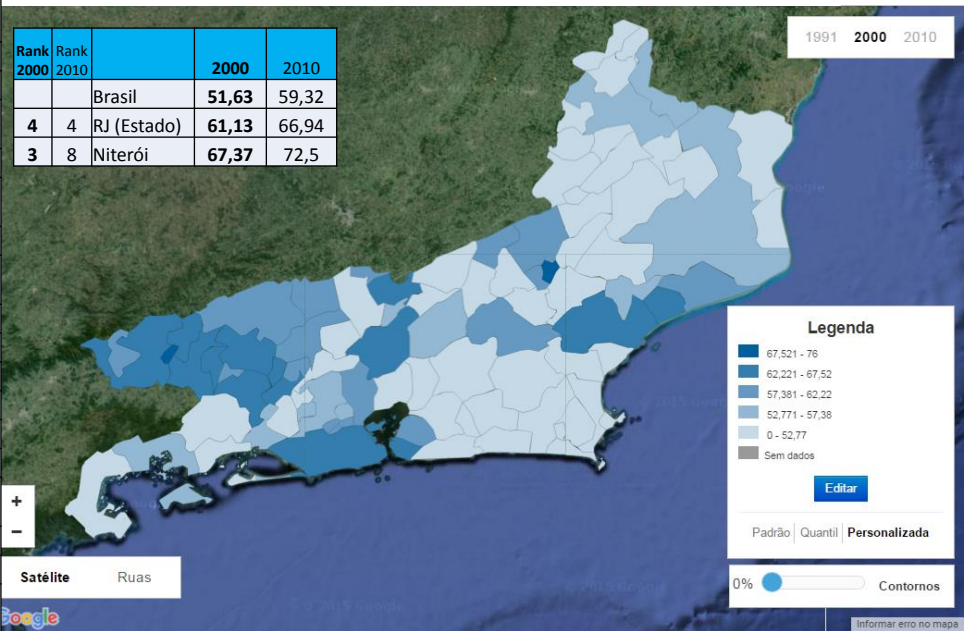 1991 2000 2010
Rank 2000 Rank 2010 2000 2010
Brasil 51,63 59,32
4 4 RJ (Estado) 61,13 66,94
3 8 Niterói 67,37 72,5
Legenda
67,521 - 76
62,221 - 67,52
57,381 - 62,22
52,771 - 57,38
0 - 52,77
Sem dados
Editar
Padrão | Quantil | Personalizada
+
−
Satélite Ruas
0% Contornos
Google
Informar erro no mapa